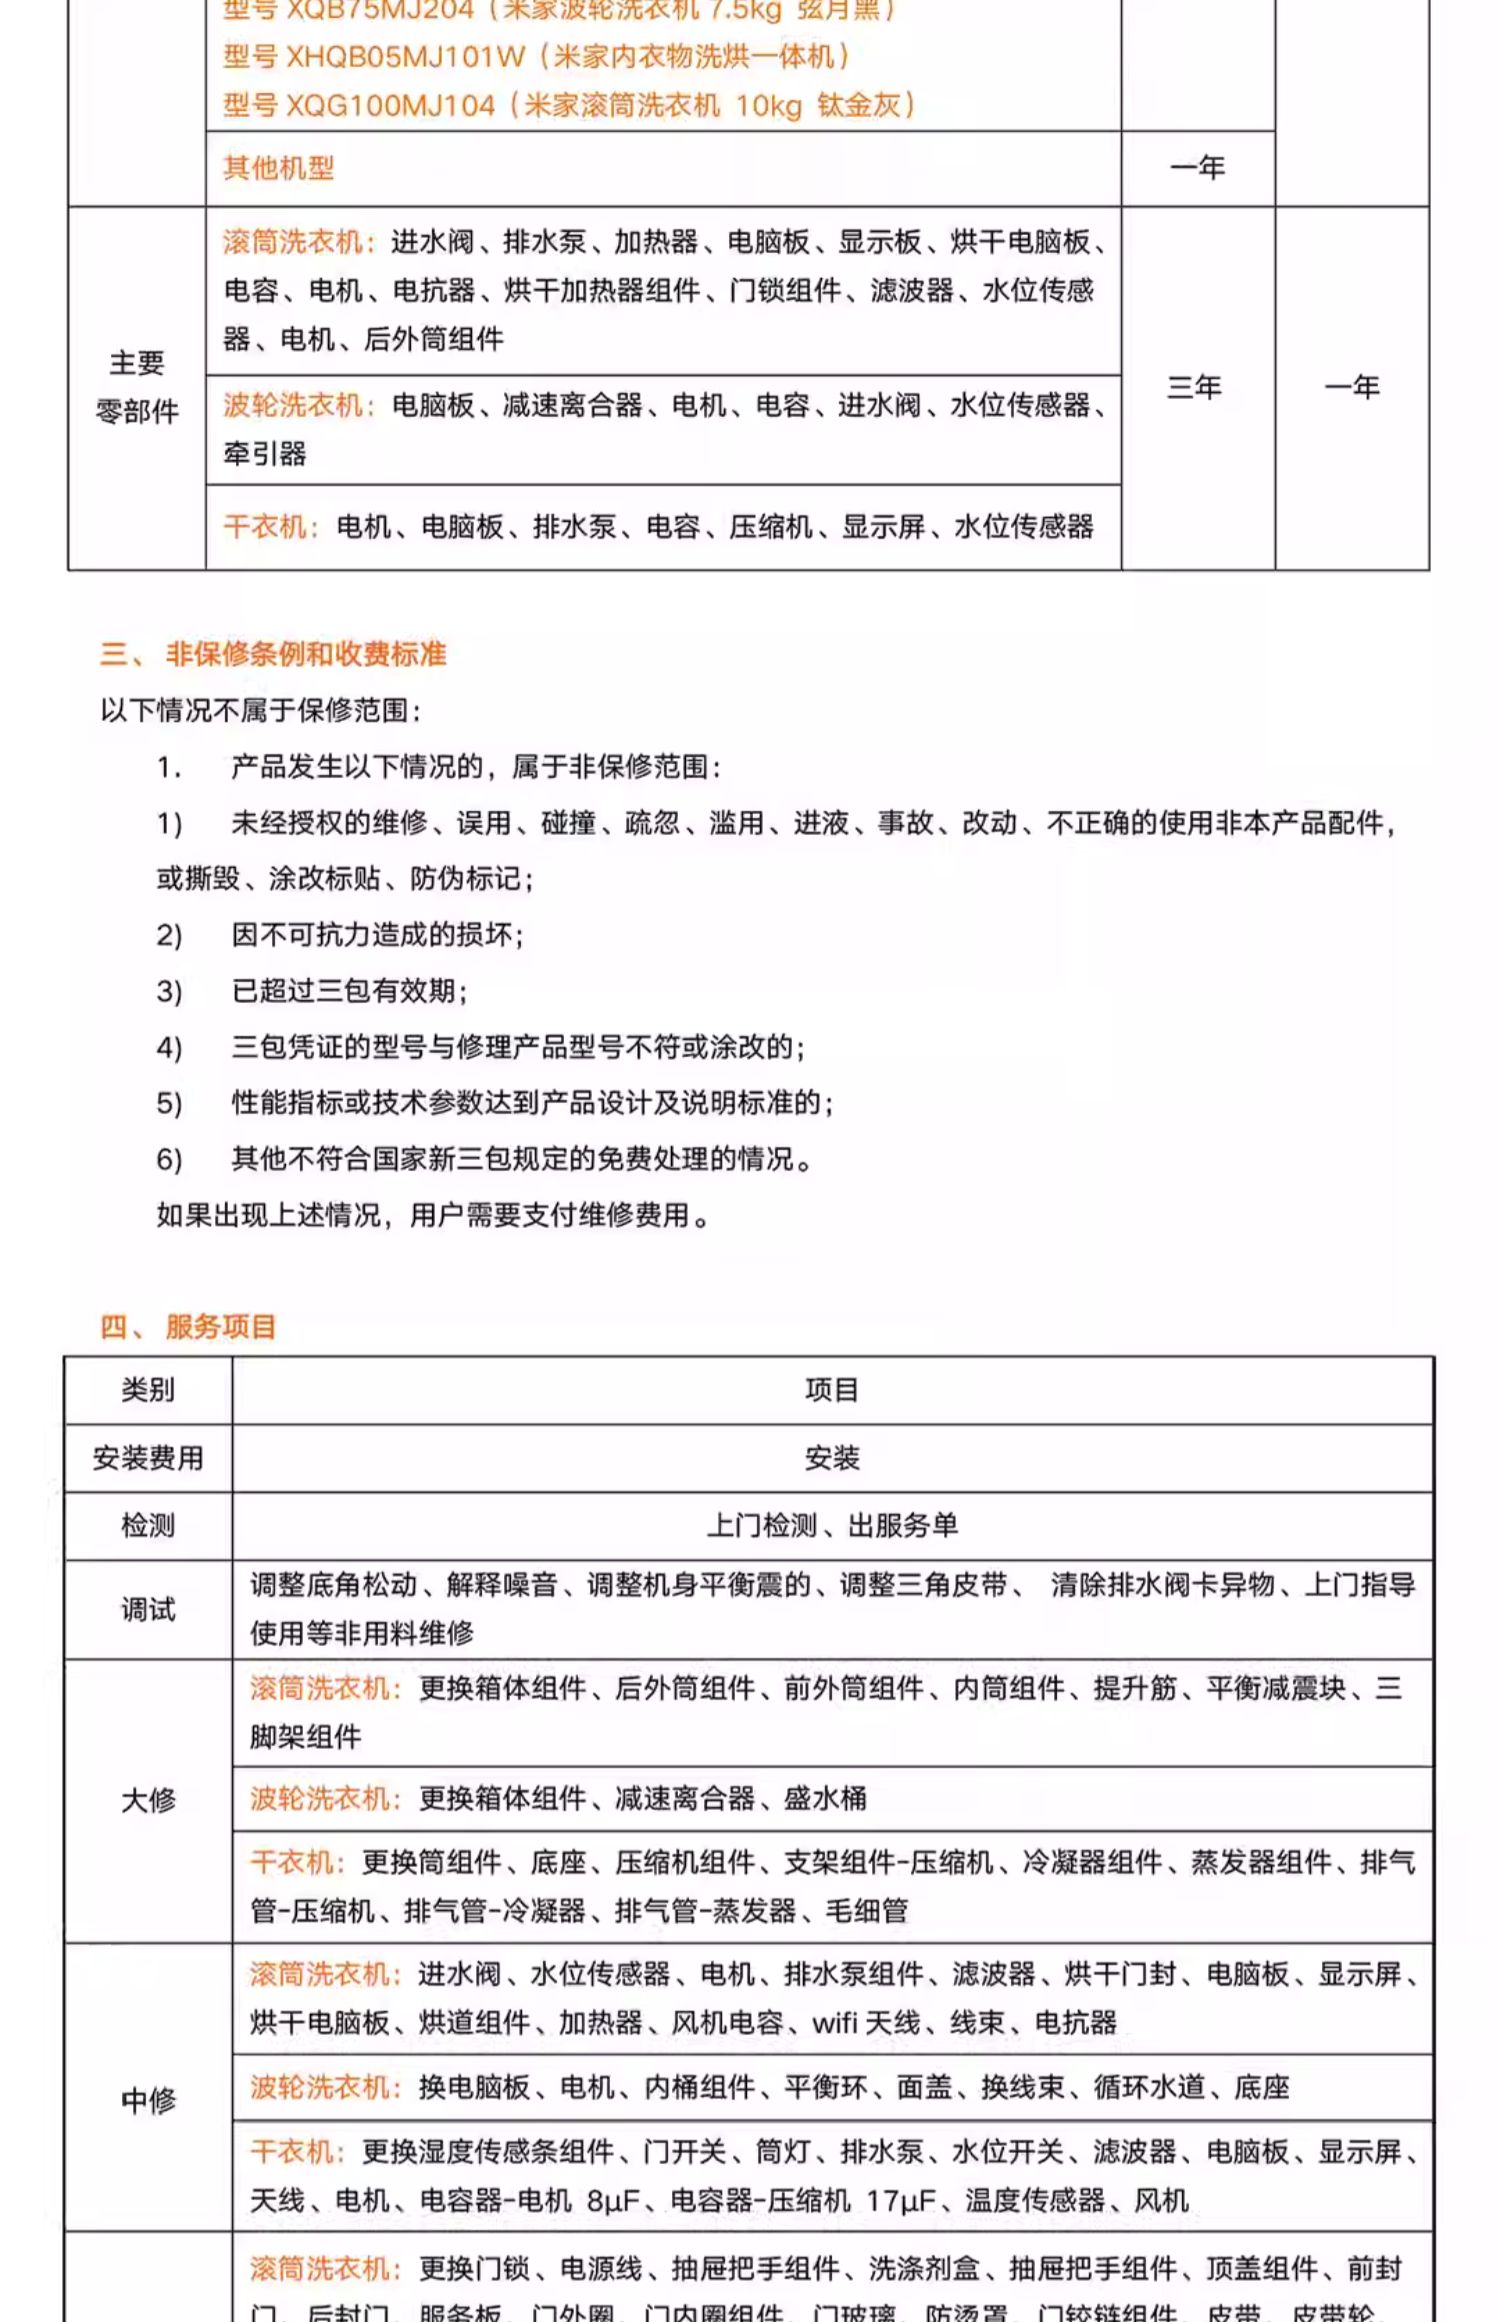 型号 XQB75MJ204（米家波轮洗衣机 7.5kg 弦月黑）
型号 XHQB05MJ101W（米家内衣物洗烘一体机）
型号 XQG100MJ104（米家滚筒洗衣机 10kg 钛金灰）
其他机型
一年
主要
零部件
滚筒洗衣机：进水阀、排水泵、加热器、电脑板、显示板、烘干电脑板、
电容、电机、电抗器、烘干加热器组件、门锁组件、滤波器、水位传感
器、电机、后外筒组件
波轮洗衣机：电脑板、减速离合器、电机、电容、进水阀、水位传感器、
牵引器
干衣机：电机、电脑板、排水泵、电容、压缩机、显示屏、水位传感器
三年
一年
三、 非保修条例和收费标准
以下情况不属于保修范围：
1. 产品发生以下情况的，属于非保修范围：
1) 未经授权的维修、误用、碰撞、疏忽、滥用、进液、事故、改动、不正确的使用非本产品配件，
或撕毁、涂改标贴、防伪标记；
2) 因不可抗力造成的损坏；
3) 已超过三包有效期；
4) 三包凭证的型号与修理产品型号不符或涂改的；
5) 性能指标或技术参数达到产品设计及说明标准的；
6) 其他不符合国家新三包规定的免费处理的情况。
如果出现上述情况，用户需要支付维修费用。
四、 服务项目
类别 项目
安装费用 安装
检测 上门检测、出服务单
调试
调整底角松动、解释噪音、调整机身平衡震的、调整三角皮带、 清除排水阀卡异物、上门指导
使用等非用料维修
大修
滚筒洗衣机：更换箱体组件、后外筒组件、前外筒组件、内筒组件、提升筋、平衡减震块、三
脚架组件
波轮洗衣机：更换箱体组件、减速离合器、盛水桶
干衣机：更换筒组件、底座、压缩机组件、支架组件-压缩机、冷凝器组件、蒸发器组件、排气
管-压缩机、排气管-冷凝器、排气管-蒸发器、毛细管
中修
滚筒洗衣机：进水阀、水位传感器、电机、排水泵组件、滤波器、烘干门封、电脑板、显示屏、
烘干电脑板、烘道组件、加热器、风机电容、wifi 天线、线束、电抗器
波轮洗衣机：换电脑板、电机、内桶组件、平衡环、面盖、换线束、循环水道、底座
干衣机：更换湿度传感条组件、门开关、筒灯、排水泵、水位开关、滤波器、电脑板、显示屏、
天线、电机、电容器-电机 8μF、电容器-压缩机 17μF、温度传感器、风机
滚筒洗衣机：更换门锁、电源线、抽屉把手组件、洗涤剂盒、抽屉把手组件、顶盖组件、前封
门、后封门、服务板、门外圈、门内圈组件、门玻璃、防烫罩、门铰链组件、皮带、皮带轮、